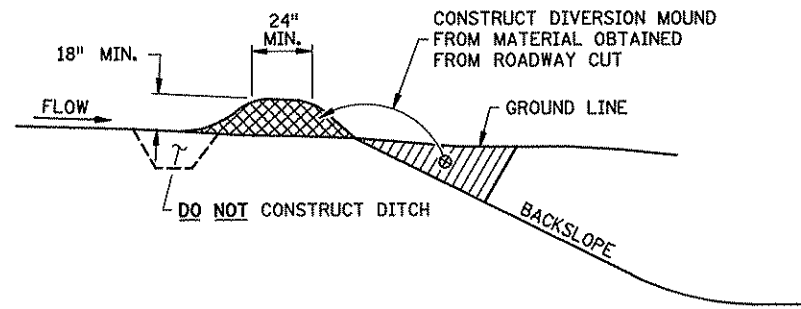 24"
MIN.
18" MIN.
CONSTRUCT DIVERSION MOUND
FROM MATERIAL OBTAINED
FROM ROADWAY CUT
FLOW
GROUND LINE
DO NOT CONSTRUCT DITCH
BACKSLOPE